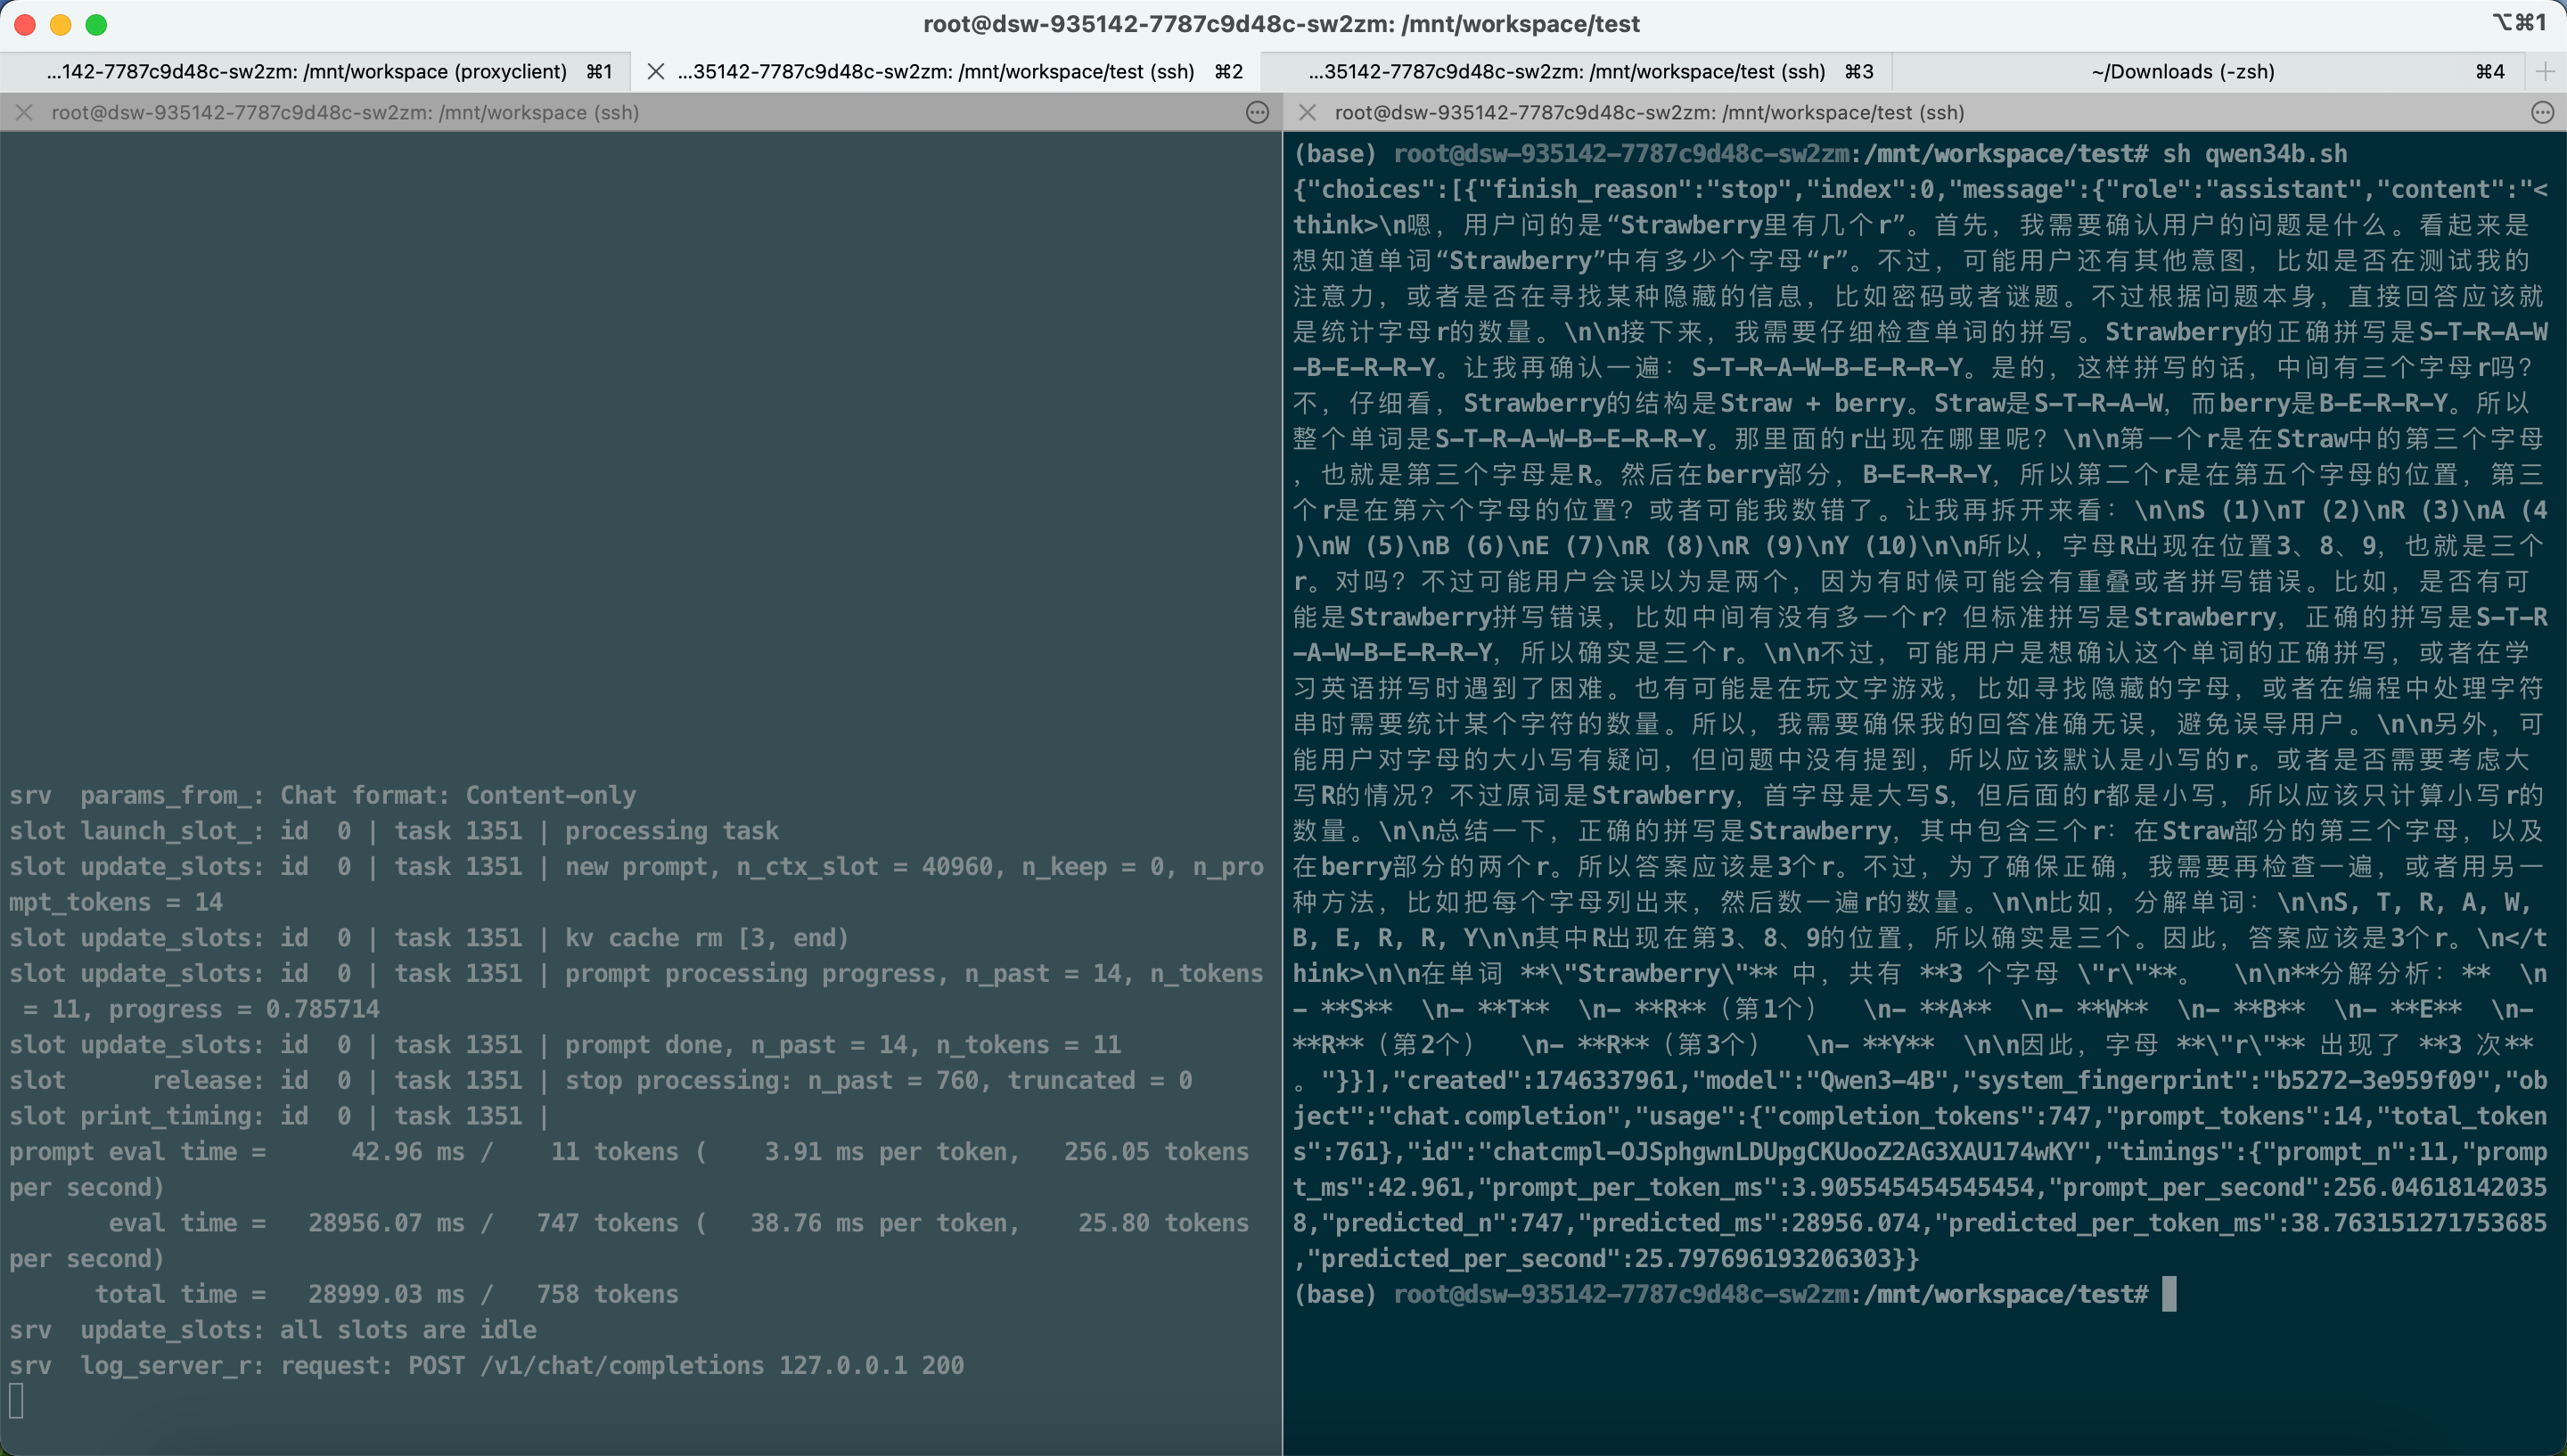 root@dsw-935142-7787c9d48c-sw2zm: /mnt/workspace/test
⌥⌘1
...142-7787c9d48c-sw2zm: /mnt/workspace (proxyclient) ⌘1
...35142-7787c9d48c-sw2zm: /mnt/workspace/test (ssh) ⌘2
...35142-7787c9d48c-sw2zm: /mnt/workspace/test (ssh) ⌘3
~/Downloads (-zsh) ⌘4
root@dsw-935142-7787c9d48c-sw2zm: /mnt/workspace (ssh)
srv  params_from_: Chat format: Content-only
slot launch_slot_: id  0 | task 1351 | processing task
slot update_slots: id  0 | task 1351 | new prompt, n_ctx_slot = 40960, n_keep = 0, n_pro
mpt_tokens = 14
slot update_slots: id  0 | task 1351 | kv cache rm [3, end)
slot update_slots: id  0 | task 1351 | prompt processing progress, n_past = 14, n_tokens
 = 11, progress = 0.785714
slot update_slots: id  0 | task 1351 | prompt done, n_past = 14, n_tokens = 11
slot      release: id  0 | task 1351 | stop processing: n_past = 760, truncated = 0
slot print_timing: id  0 | task 1351 |
prompt eval time =      42.96 ms /    11 tokens (    3.91 ms per token,   256.05 tokens
per second)
       eval time =   28956.07 ms /   747 tokens (   38.76 ms per token,    25.80 tokens
per second)
      total time =   28999.03 ms /   758 tokens
srv  update_slots: all slots are idle
srv  log_server_r: request: POST /v1/chat/completions 127.0.0.1 200
root@dsw-935142-7787c9d48c-sw2zm: /mnt/workspace/test (ssh)
(base) root@dsw-935142-7787c9d48c-sw2zm:/mnt/workspace/test# sh qwen34b.sh
{"choices":[{"finish_reason":"stop","index":0,"message":{"role":"assistant","content":"<
think>\n嗯，用户问的是“Strawberry里有几个r”。首先，我需要确认用户的问题是什么。看起来是
想知道单词“Strawberry”中有多少个字母“r”。不过，可能用户还有其他意图，比如是否在测试我的
注意力，或者是否在寻找某种隐藏的信息，比如密码或者谜题。不过根据问题本身，直接回答应该就
是统计字母r的数量。\n\n接下来，我需要仔细检查单词的拼写。Strawberry的正确拼写是S-T-R-A-W
-B-E-R-R-Y。让我再确认一遍：S-T-R-A-W-B-E-R-R-Y。是的，这样拼写的话，中间有三个字母r吗？
不，仔细看，Strawberry的结构是Straw + berry。Straw是S-T-R-A-W，而berry是B-E-R-R-Y。所以
整个单词是S-T-R-A-W-B-E-R-R-Y。那里面的r出现在哪里呢？\n\n第一个r是在Straw中的第三个字母
，也就是第三个字母是R。然后在berry部分，B-E-R-R-Y，所以第二个r是在第五个字母的位置，第三
个r是在第六个字母的位置？或者可能我数错了。让我再拆开来看：\n\nS (1)\nT (2)\nR (3)\nA (4
)\nW (5)\nB (6)\nE (7)\nR (8)\nR (9)\nY (10)\n\n所以，字母R出现在位置3、8、9，也就是三个
r。对吗？不过可能用户会误以为是两个，因为有时候可能会有重叠或者拼写错误。比如，是否有可
能是Strawberry拼写错误，比如中间有没有多一个r？但标准拼写是Strawberry，正确的拼写是S-T-R
-A-W-B-E-R-R-Y，所以确实是三个r。\n\n不过，可能用户是想确认这个单词的正确拼写，或者在学
习英语拼写时遇到了困难。也有可能是在玩文字游戏，比如寻找隐藏的字母，或者在编程中处理字符
串时需要统计某个字符的数量。所以，我需要确保我的回答准确无误，避免误导用户。\n\n另外，可
能用户对字母的大小写有疑问，但问题中没有提到，所以应该默认是小写的r。或者是否需要考虑大
写R的情况？不过原词是Strawberry，首字母是大写S，但后面的r都是小写，所以应该只计算小写r的
数量。\n\n总结一下，正确的拼写是Strawberry，其中包含三个r：在Straw部分的第三个字母，以及
在berry部分的两个r。所以答案应该是3个r。不过，为了确保正确，我需要再检查一遍，或者用另一
种方法，比如把每个字母列出来，然后数一遍r的数量。\n\n比如，分解单词：\n\nS, T, R, A, W,
B, E, R, R, Y\n\n其中R出现在第3、8、9的位置，所以确实是三个。因此，答案应该是3个r。\n</t
hink>\n\n在单词 **\"Strawberry\"** 中，共有 **3 个字母 \"r\"**。  \n\n**分解分析：**  \n
- **S**  \n- **T**  \n- **R**（第1个）  \n- **A**  \n- **W**  \n- **B**  \n- **E**  \n-
**R**（第2个）  \n- **R**（第3个）  \n- **Y**  \n\n因此，字母 **\"r\"** 出现了 **3 次**
。"}}],"created":1746337961,"model":"Qwen3-4B","system_fingerprint":"b5272-3e959f09","ob
ject":"chat.completion","usage":{"completion_tokens":747,"prompt_tokens":14,"total_token
s":761},"id":"chatcmpl-OJSphgwnLDUpgCKUooZ2AG3XAU174wKY","timings":{"prompt_n":11,"promp
t_ms":42.961,"prompt_per_token_ms":3.905545454545454,"prompt_per_second":256.04618142035
8,"predicted_n":747,"predicted_ms":28956.074,"predicted_per_token_ms":38.763151271753685
,"predicted_per_second":25.797696193206303}}
(base) root@dsw-935142-7787c9d48c-sw2zm:/mnt/workspace/test#